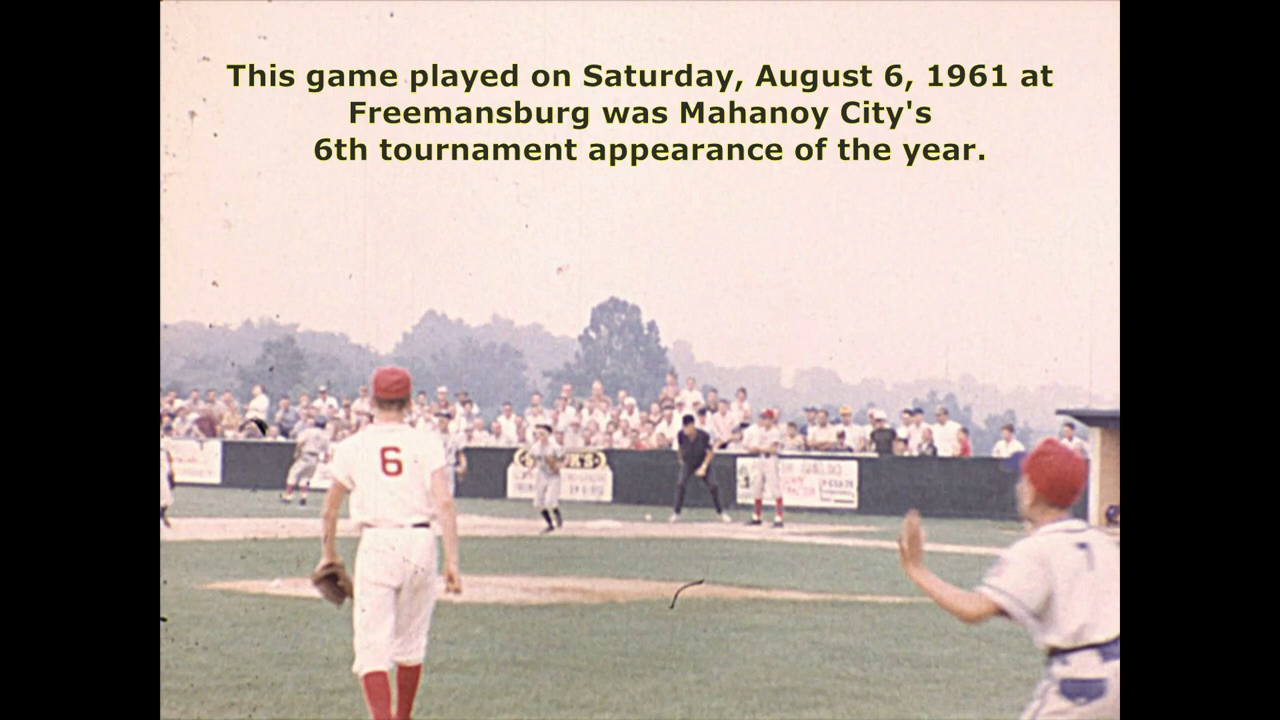 This game played on Saturday, August 6, 1961 at
Freemansburg was Mahanoy City's
6th tournament appearance of the year.
6
7